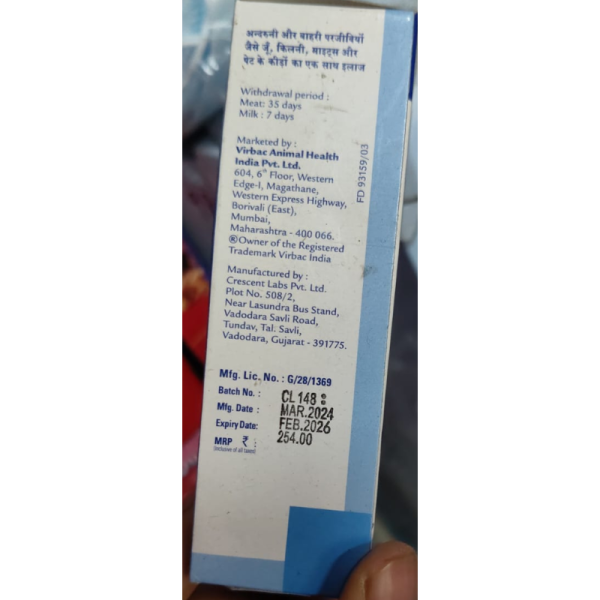 अन्दरुनी और बाहरी परजीवियों
जैसे जूँ, किलनी, माइट्स और
पेट के कीड़ों का एक साथ इलाज
Withdrawal period :
Meat: 35 days
Milk : 7 days
Marketed by :
Virbac Animal Health
India Pvt. Ltd.
604, 6th Floor, Western
Edge-I, Magathane,
Western Express Highway,
Borivali (East),
Mumbai,
Maharashtra - 400 066.
®Owner of the Registered
Trademark Virbac India
Manufactured by :
Crescent Labs Pvt. Ltd.
Plot No. 508/2,
Near Lasundra Bus Stand,
Vadodara Savli Road,
Tundav, Tal. Savli,
Vadodara, Gujarat - 391775.
FD 93159/03
Mfg. Lic. No. : G/28/1369
Batch No. : CL 148
Mfg. Date : MAR.2024
Expiry Date: FEB.2026
MRP ₹ : 254.00
(Inclusive of all taxes)